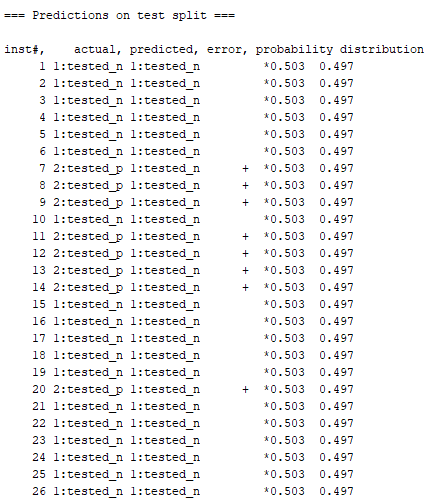 === Predictions on test split ===
inst#, actual, predicted, error, probability distribution
1 1:tested_n 1:tested_n *0.503 0.497
2 1:tested_n 1:tested_n *0.503 0.497
3 1:tested_n 1:tested_n *0.503 0.497
4 1:tested_n 1:tested_n *0.503 0.497
5 1:tested_n 1:tested_n *0.503 0.497
6 1:tested_n 1:tested_n *0.503 0.497
7 2:tested_p 1:tested_n + *0.503 0.497
8 2:tested_p 1:tested_n + *0.503 0.497
9 2:tested_p 1:tested_n + *0.503 0.497
10 1:tested_n 1:tested_n *0.503 0.497
11 2:tested_p 1:tested_n + *0.503 0.497
12 2:tested_p 1:tested_n + *0.503 0.497
13 2:tested_p 1:tested_n + *0.503 0.497
14 2:tested_p 1:tested_n + *0.503 0.497
15 1:tested_n 1:tested_n *0.503 0.497
16 1:tested_n 1:tested_n *0.503 0.497
17 1:tested_n 1:tested_n *0.503 0.497
18 1:tested_n 1:tested_n *0.503 0.497
19 1:tested_n 1:tested_n *0.503 0.497
20 2:tested_p 1:tested_n + *0.503 0.497
21 1:tested_n 1:tested_n *0.503 0.497
22 1:tested_n 1:tested_n *0.503 0.497
23 1:tested_n 1:tested_n *0.503 0.497
24 1:tested_n 1:tested_n *0.503 0.497
25 1:tested_n 1:tested_n *0.503 0.497
26 1:tested_n 1:tested_n *0.503 0.497